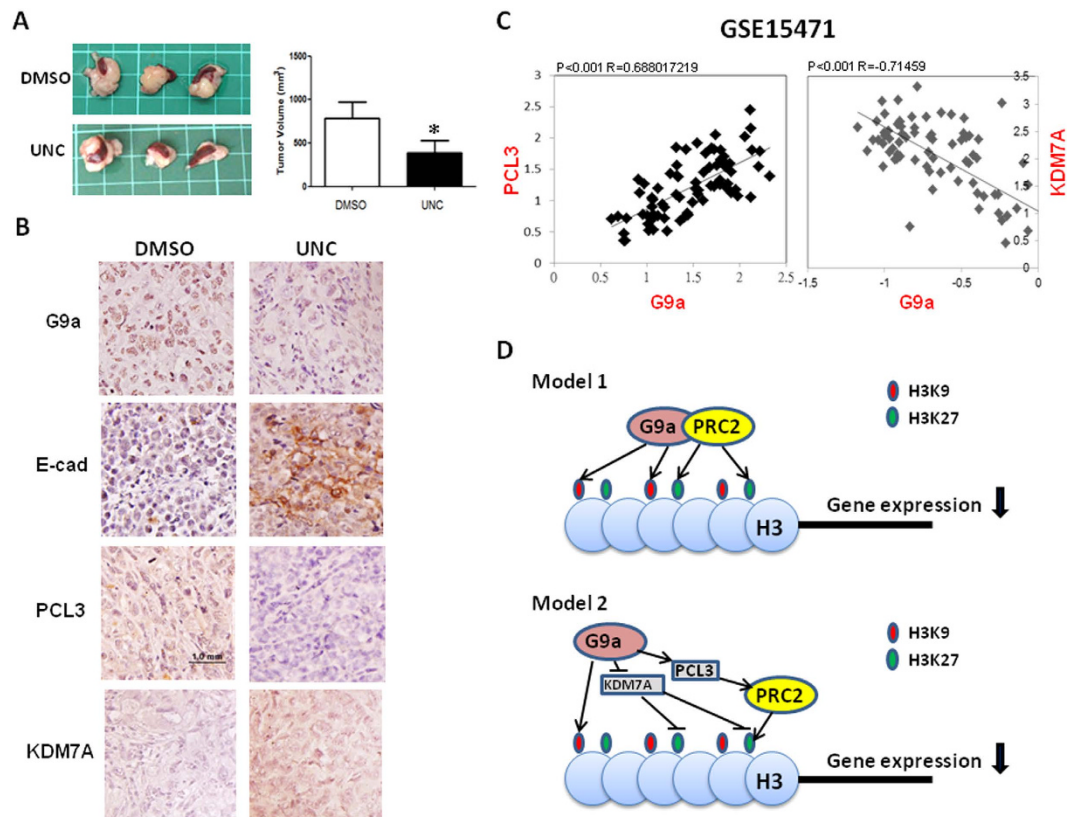 A
DMSO
UNC
Tumor Volume (mm3)
1500
1000
500
0
*
DMSO
UNC
B
DMSO
UNC
G9a
E-cad
PCL3
1.0 mm
KDM7A
C
GSE15471
P<0.001 R=0.688017219
PCL3
3
2.5
2
1.5
1
0.5
0
0
0.5
1
1.5
2
2.5
G9a
P<0.001 R=-0.71459
KDM7A
3.5
3
2.5
2
1.5
1
0.5
0
-1.5
-1
-0.5
0
G9a
D
Model 1
H3K9
H3K27
G9a
PRC2
H3
Gene expression
Model 2
H3K9
H3K27
G9a
PCL3
KDM7A
PRC2
H3
Gene expression